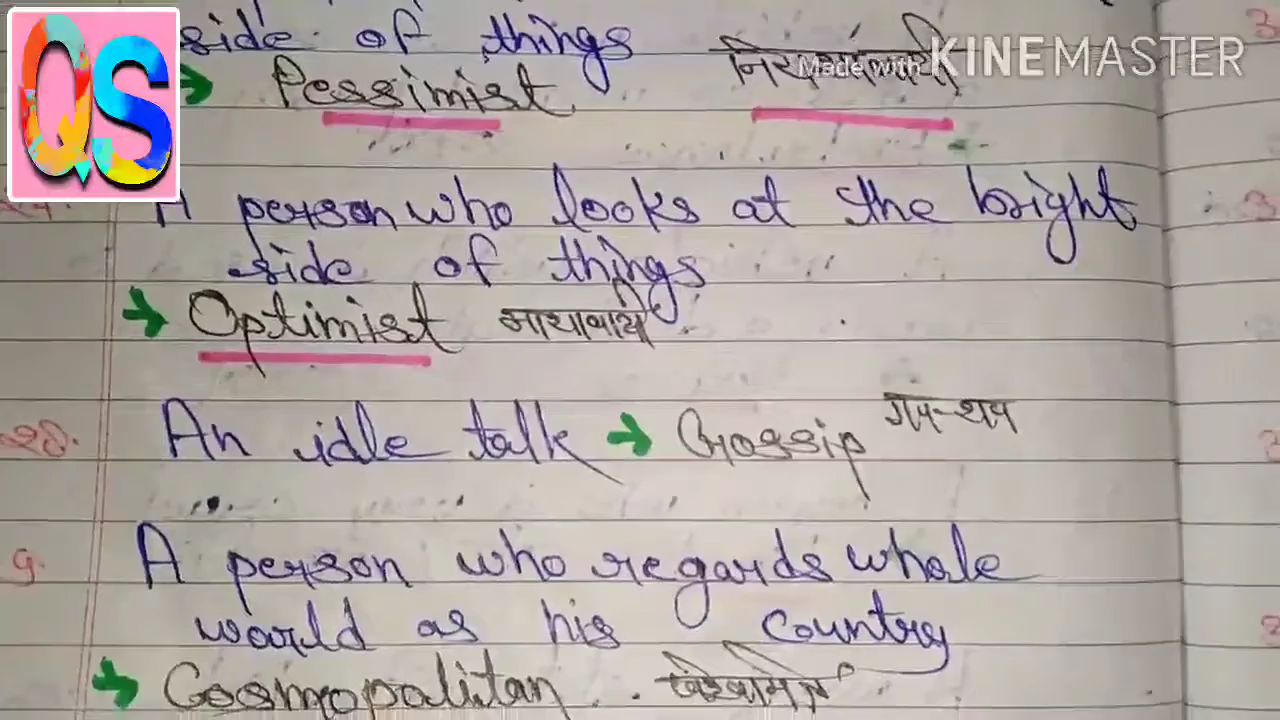 QS
side of things
Made with KINEMASTER
Pessimist
A person who looks at the bright
side of things
Optimist
An idle talk → Gossip गप-शप
9. A person who regards whole
world as his country
→ Cosmopolitan